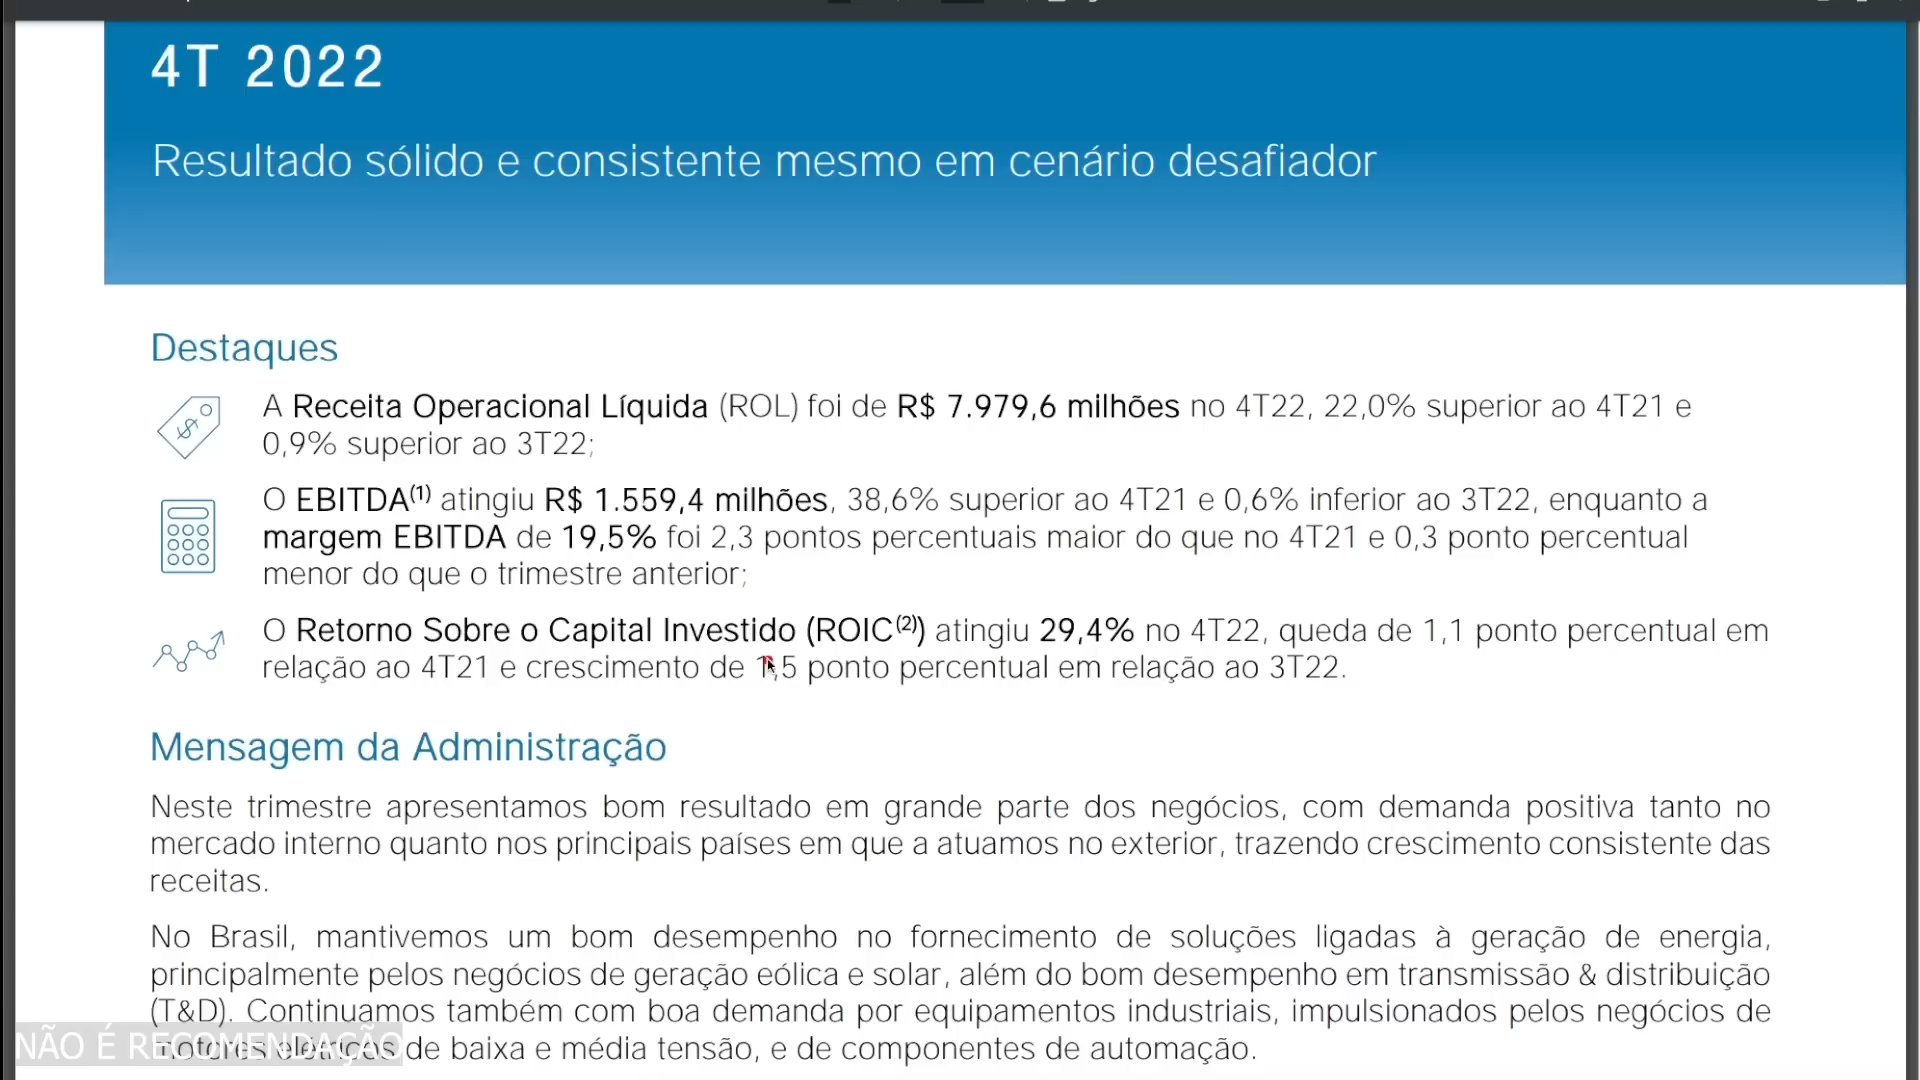 4T 2022
Resultado sólido e consistente mesmo em cenário desafiador
Destaques
A Receita Operacional Líquida (ROL) foi de R$ 7.979,6 milhões no 4T22, 22,0% superior ao 4T21 e
0,9% superior ao 3T22;
O EBITDA(1) atingiu R$ 1.559,4 milhões, 38,6% superior ao 4T21 e 0,6% inferior ao 3T22, enquanto a
margem EBITDA de 19,5% foi 2,3 pontos percentuais maior do que no 4T21 e 0,3 ponto percentual
menor do que o trimestre anterior;
O Retorno Sobre o Capital Investido (ROIC(2)) atingiu 29,4% no 4T22, queda de 1,1 ponto percentual em
relação ao 4T21 e crescimento de 1,5 ponto percentual em relação ao 3T22.
Mensagem da Administração
Neste trimestre apresentamos bom resultado em grande parte dos negócios, com demanda positiva tanto no
mercado interno quanto nos principais países em que a atuamos no exterior, trazendo crescimento consistente das
receitas.
No Brasil, mantivemos um bom desempenho no fornecimento de soluções ligadas à geração de energia,
principalmente pelos negócios de geração eólica e solar, além do bom desempenho em transmissão & distribuição
(T&D). Continuamos também com boa demanda por equipamentos industriais, impulsionados pelos negócios de
motores elétricos de baixa e média tensão, e de componentes de automação.
NÃO É RECOMENDAÇÃO